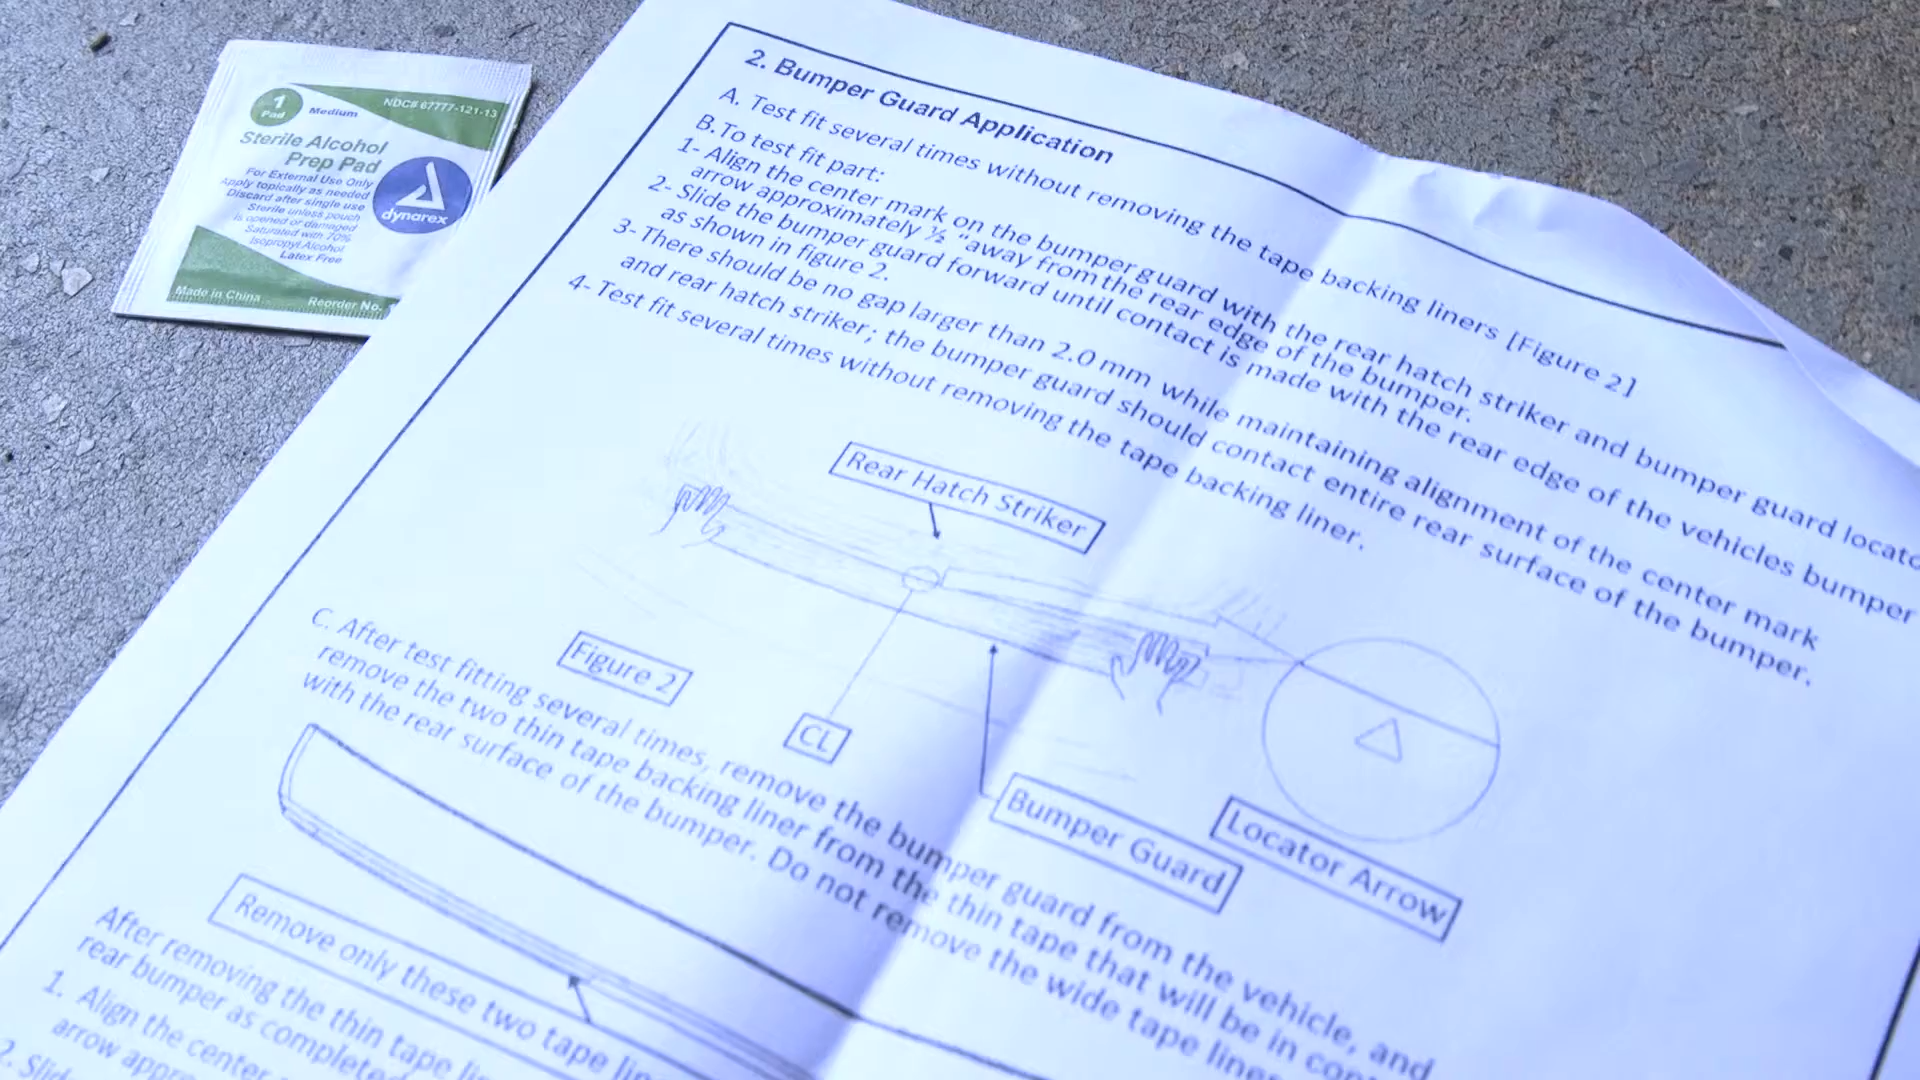 1
Pad
Medium
NDC# 67777-121-13
Sterile Alcohol
Prep Pad
For External Use Only
Apply topically as needed
Discard after single use
Sterile unless pouch
is opened or damaged
Saturated with 70%
Isopropyl Alcohol
Latex Free
dynarex
Made in China
Reorder No.
2. Bumper Guard Application
A. Test fit several times without removing the tape backing liners [Figure 2]
B. To test fit part:
1- Align the center mark on the bumper guard with the rear hatch striker and bumper guard
arrow approximately ½ "away from the rear edge of the bumper.
2- Slide the bumper guard forward until contact is made with the rear edge of the vehicles bumper
as shown in figure 2.
3- There should be no gap larger than 2.0 mm while maintaining alignment of the center mark
and rear hatch striker; the bumper guard should contact entire rear surface of the bumper.
4- Test fit several times without removing the tape backing liner.
Rear Hatch Striker
Figure 2
CL
Bumper Guard
Locator Arrow
C. After test fitting several times, remove the bumper guard from the vehicle, and
remove the two thin tape backing liner from the thin tape that will be in
with the rear surface of the bumper. Do not remove the wide tape
Remove only these two tape
After removing the thin tape
rear bumper as completed
1. Align the center
arrow
2.